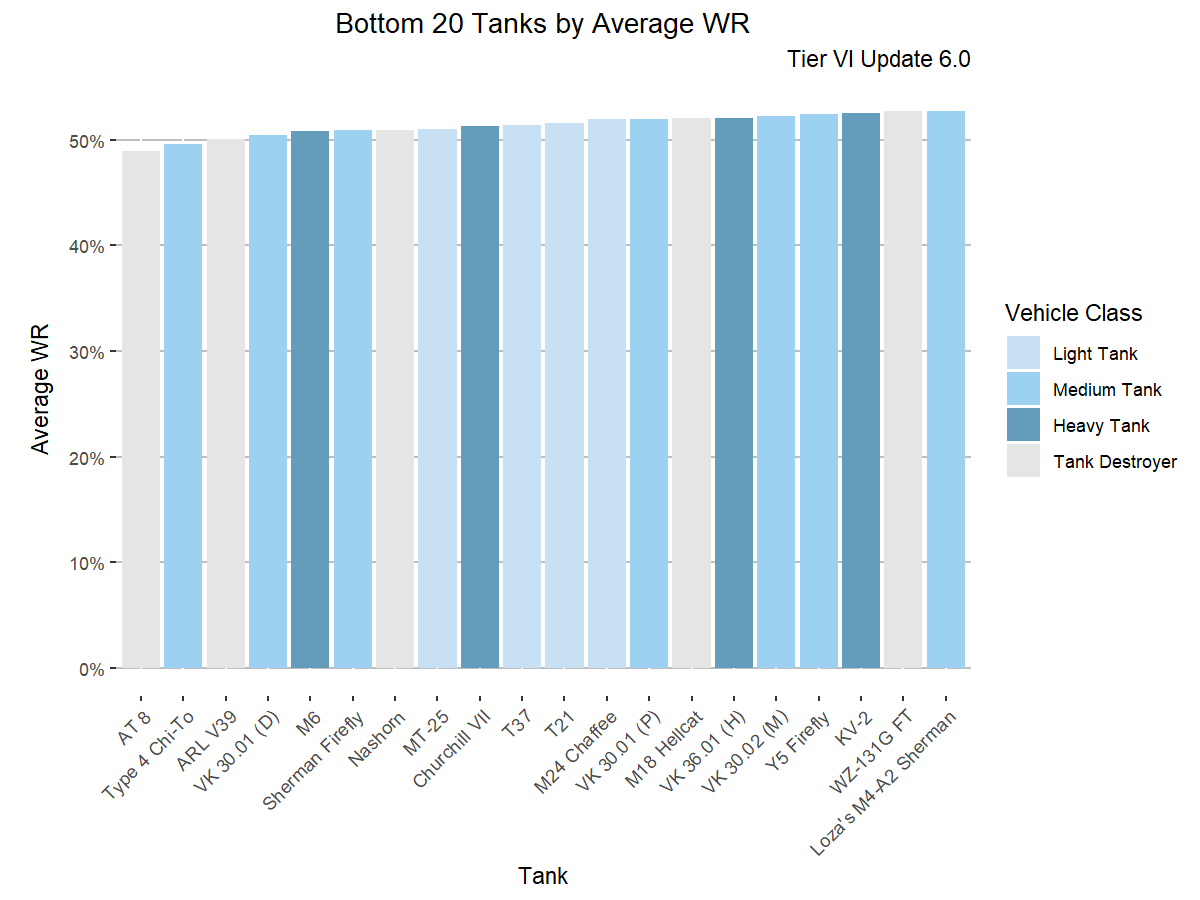 Bottom 20 Tanks by Average WR
Tier VI Update 6.0
Average WR
50%
40%
30%
20%
10%
0%
AT 8
Type 4 Chi-To
ARL V39
VK 30.01 (D)
M6
Sherman Firefly
Nashorn
MT-25
Churchill VII
T37
T21
M24 Chaffee
VK 30.01 (P)
M18 Hellcat
VK 36.01 (H)
VK 30.02 (M)
Y5 Firefly
KV-2
WZ-131G FT
Loza's M4-A2 Sherman
Tank
Vehicle Class
Light Tank
Medium Tank
Heavy Tank
Tank Destroyer